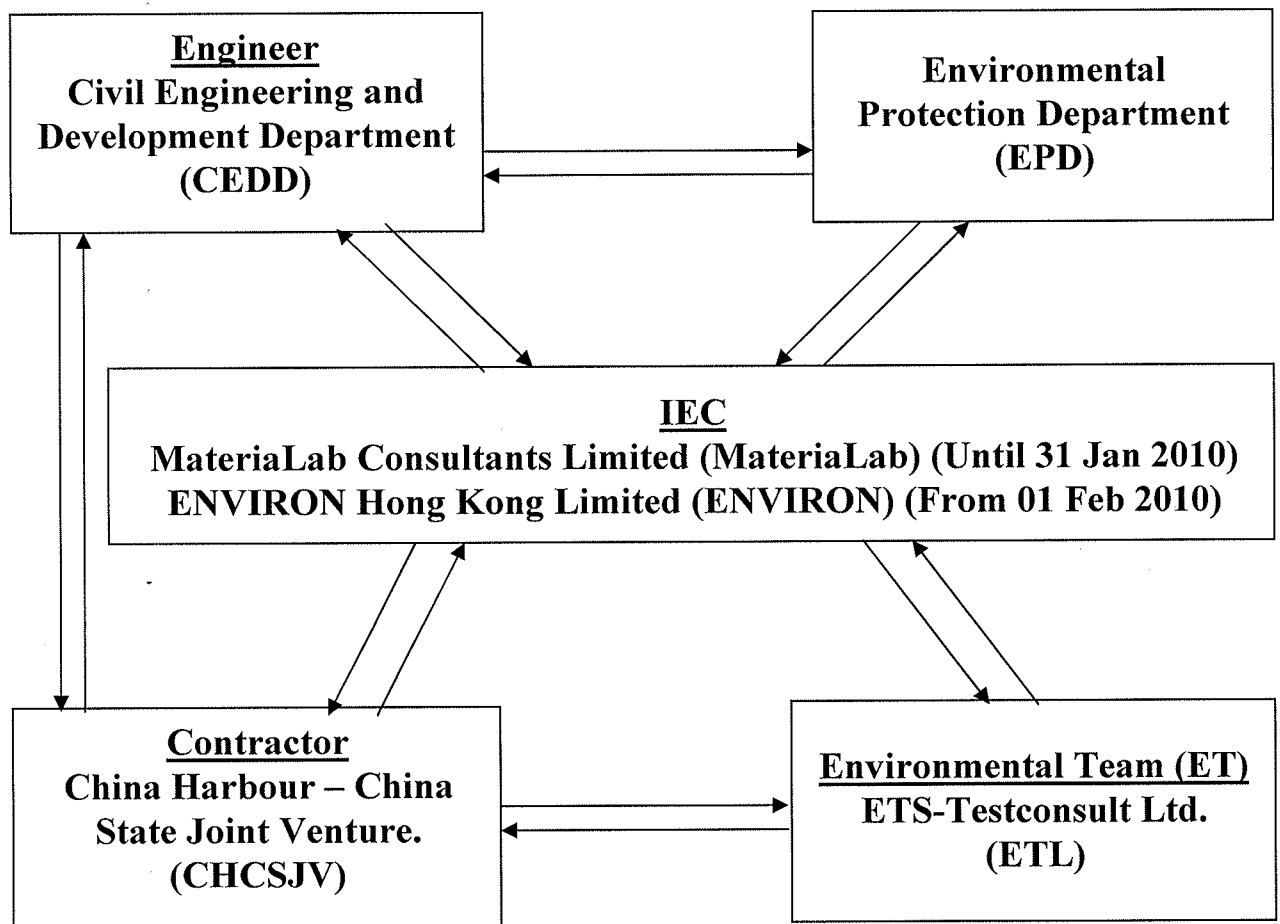 Engineer
Civil Engineering and
Development Department
(CEDD)
Environmental
Protection Department
(EPD)
IEC
MateriaLab Consultants Limited (MateriaLab) (Until 31 Jan 2010)
ENVIRON Hong Kong Limited (ENVIRON) (From 01 Feb 2010)
Contractor
China Harbour – China
State Joint Venture.
(CHCSJV)
Environmental Team (ET)
ETS-Testconsult Ltd.
(ETL)